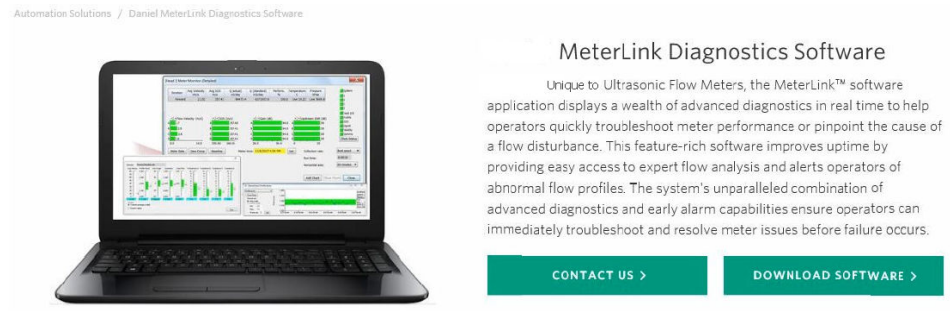 Automation Solutions / Daniel MeterLink Diagnostics Software
MeterLink Diagnostics Software
Unique to Ultrasonic Flow Meters, the MeterLink™ software
application displays a wealth of advanced diagnostics in real time to help
operators quickly troubleshoot meter performance or pinpoint the cause of
a flow disturbance. This feature-rich software improves uptime by
providing easy access to expert flow analysis and alerts operators of
abnormal flow profiles. The system's unparalleled combination of
advanced diagnostics and early alarm capabilities ensure operators can
immediately troubleshoot and resolve meter issues before failure occurs.
CONTACT US >
DOWNLOAD SOFTWARE >